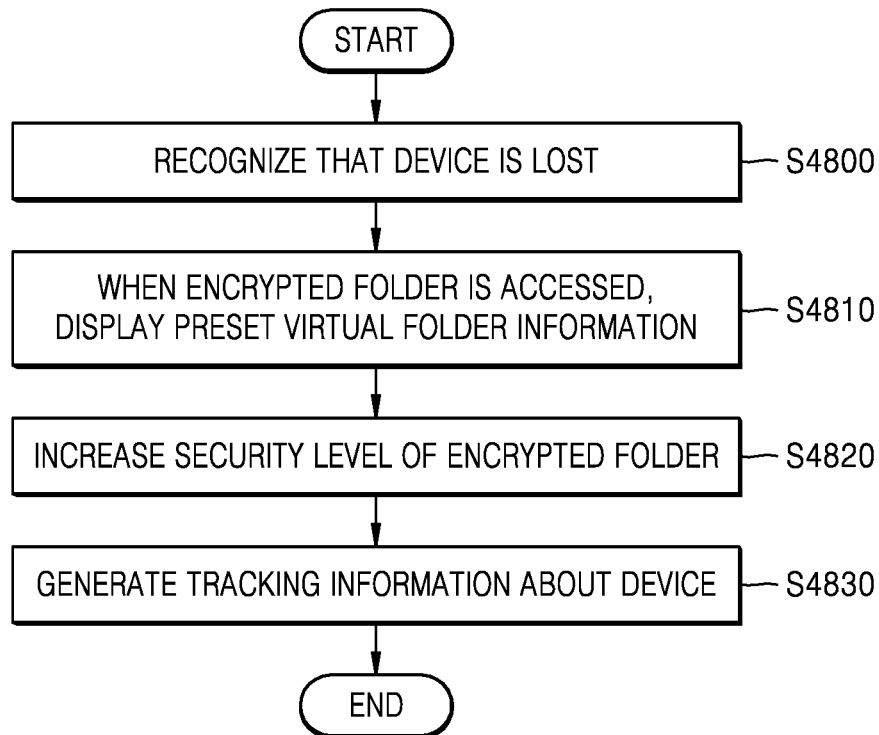 START
RECOGNIZE THAT DEVICE IS LOST
S4800
WHEN ENCRYPTED FOLDER IS ACCESSED,
DISPLAY PRESET VIRTUAL FOLDER INFORMATION
S4810
INCREASE SECURITY LEVEL OF ENCRYPTED FOLDER
S4820
GENERATE TRACKING INFORMATION ABOUT DEVICE
S4830
END